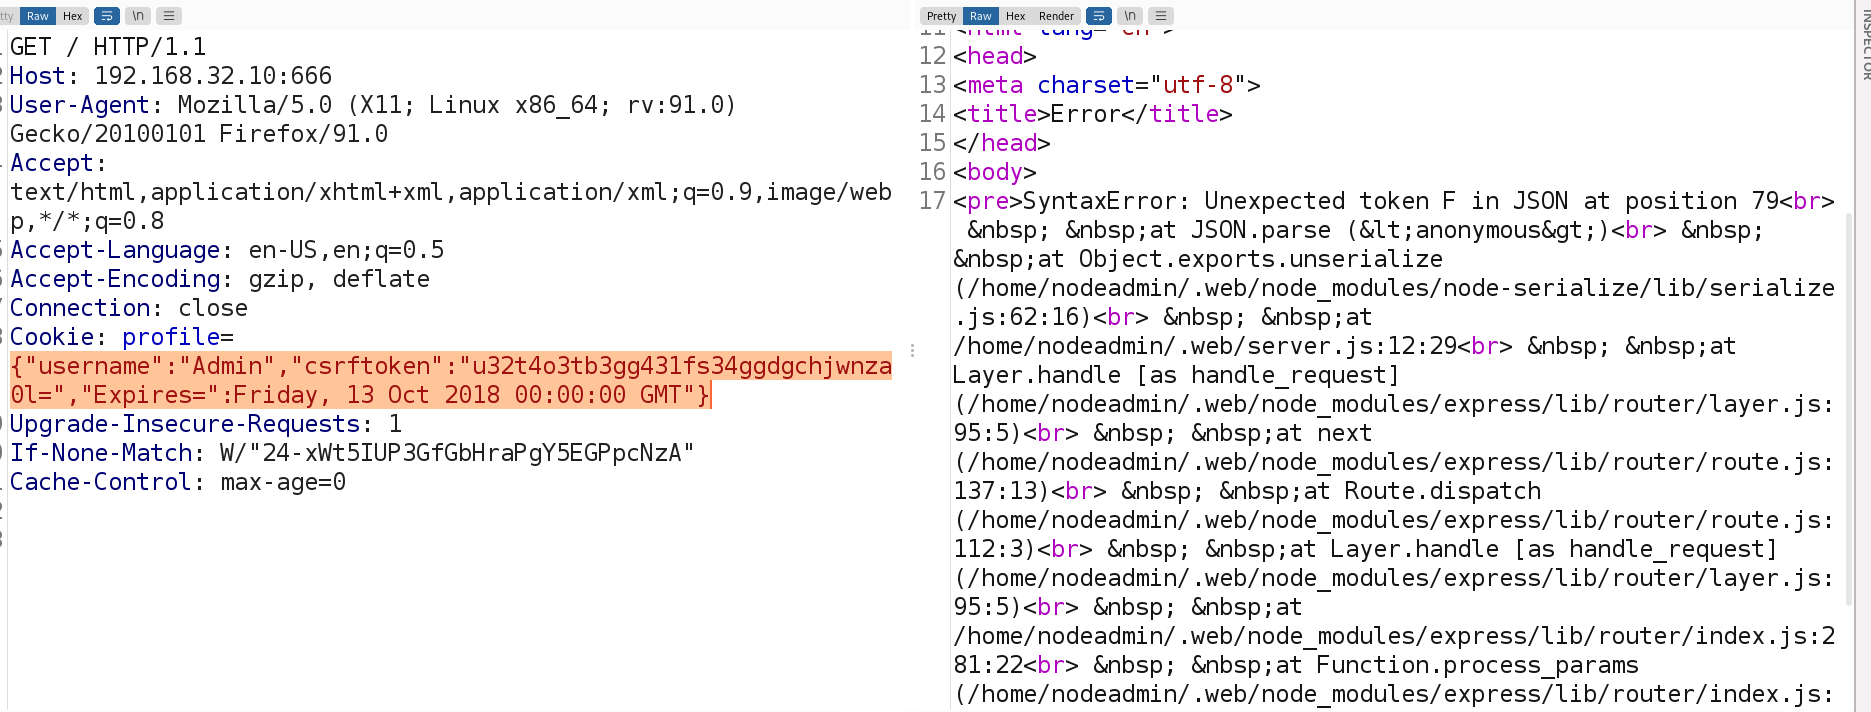 tty Raw Hex \n
GET / HTTP/1.1
Host: 192.168.32.10:666
User-Agent: Mozilla/5.0 (X11; Linux x86_64; rv:91.0)
Gecko/20100101 Firefox/91.0
Accept:
text/html,application/xhtml+xml,application/xml;q=0.9,image/web
p,*/*;q=0.8
Accept-Language: en-US,en;q=0.5
Accept-Encoding: gzip, deflate
Connection: close
Cookie: profile=
{"username":"Admin","csrftoken":"u32t4o3tb3gg431fs34ggdgchjwnza
0l=","Expires=":Friday, 13 Oct 2018 00:00:00 GMT"}
Upgrade-Insecure-Requests: 1
If-None-Match: W/"24-xWt5IUP3GfGbHraPgY5EGPpcNzA"
Cache-Control: max-age=0
Pretty Raw Hex Render \n
11 <html lang="en">
12 <head>
13 <meta charset="utf-8">
14 <title>Error</title>
15 </head>
16 <body>
17 <pre>SyntaxError: Unexpected token F in JSON at position 79<br>
&nbsp; &nbsp;at JSON.parse (&lt;anonymous&gt;)<br> &nbsp;
&nbsp;at Object.exports.unserialize
(/home/nodeadmin/.web/node_modules/node-serialize/lib/serialize
.js:62:16)<br> &nbsp; &nbsp;at
/home/nodeadmin/.web/server.js:12:29<br> &nbsp; &nbsp;at
Layer.handle [as handle_request]
(/home/nodeadmin/.web/node_modules/express/lib/router/layer.js:
95:5)<br> &nbsp; &nbsp;at next
(/home/nodeadmin/.web/node_modules/express/lib/router/route.js:
137:13)<br> &nbsp; &nbsp;at Route.dispatch
(/home/nodeadmin/.web/node_modules/express/lib/router/route.js:
112:3)<br> &nbsp; &nbsp;at Layer.handle [as handle_request]
(/home/nodeadmin/.web/node_modules/express/lib/router/layer.js:
95:5)<br> &nbsp; &nbsp;at
/home/nodeadmin/.web/node_modules/express/lib/router/index.js:2
81:22<br> &nbsp; &nbsp;at Function.process_params
(/home/nodeadmin/.web/node_modules/express/lib/router/index.js:
INSPECTOR